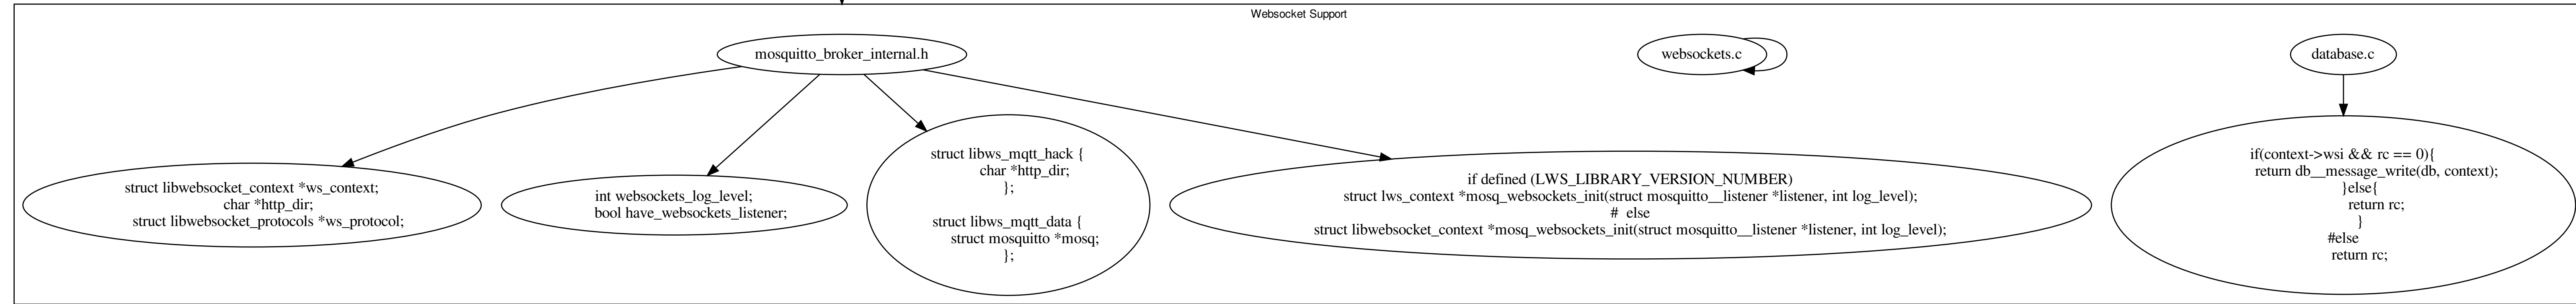 Websocket Support
mosquitto_broker_internal.h
websockets.c
database.c
struct libwebsocket_context *ws_context;
char *http_dir;
struct libwebsocket_protocols *ws_protocol;
int websockets_log_level;
bool have_websockets_listener;
struct libws_mqtt_hack {
char *http_dir;
};
struct libws_mqtt_data {
struct mosquitto *mosq;
};
if defined (LWS_LIBRARY_VERSION_NUMBER)
struct lws_context *mosq_websockets_init(struct mosquitto__listener *listener, int log_level);
# else
struct libwebsocket_context *mosq_websockets_init(struct mosquitto__listener *listener, int log_level);
if(context->wsi && rc == 0){
return db__message_write(db, context);
}else{
return rc;
}
#else
return rc;